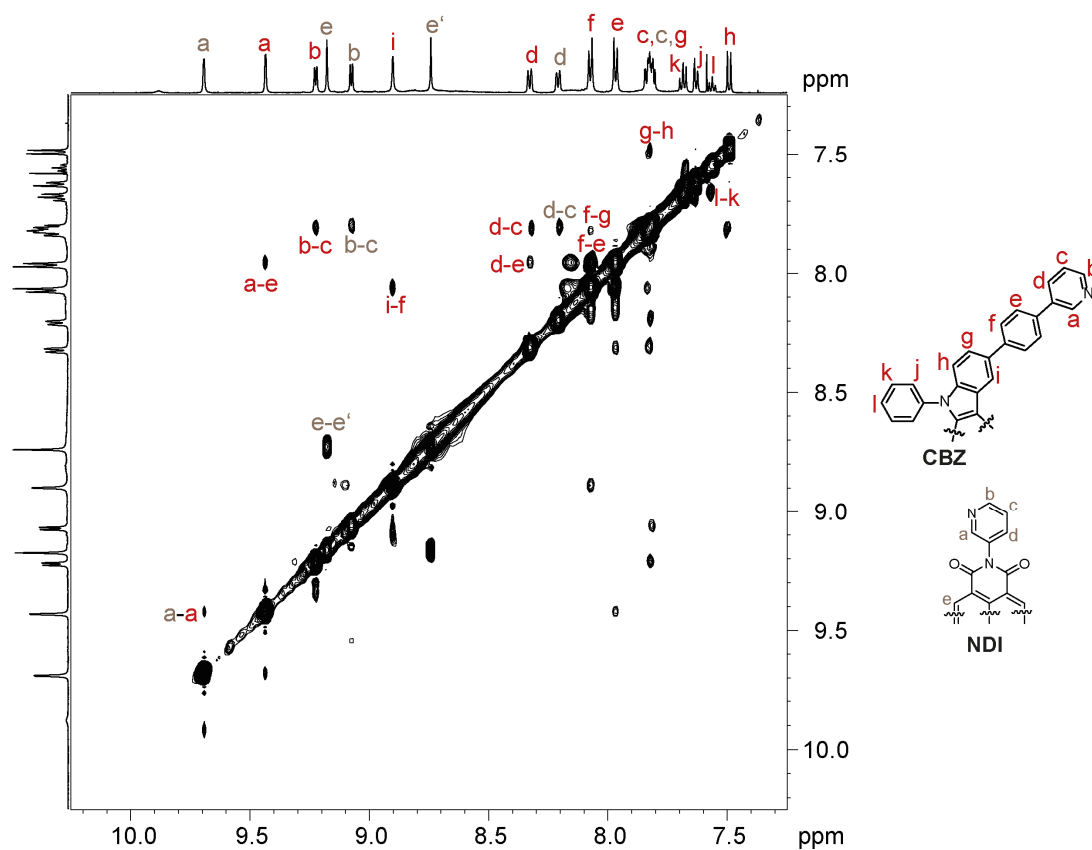 a a b e b i e' d d f e c,c,g k j l h
ppm
g-h
7.5
l-k
d-c d-c f-g
b-c b-c
f-e
d-e
a-e
8.0
i-f
8.5
e-e'
9.0
a-a
9.5
10.0
10.0 9.5 9.0 8.5 8.0 7.5 ppm
c
d b
N
e a
f
g
h i
k j
N
l
CBZ
b
N c
a d
N
O O
e
NDI